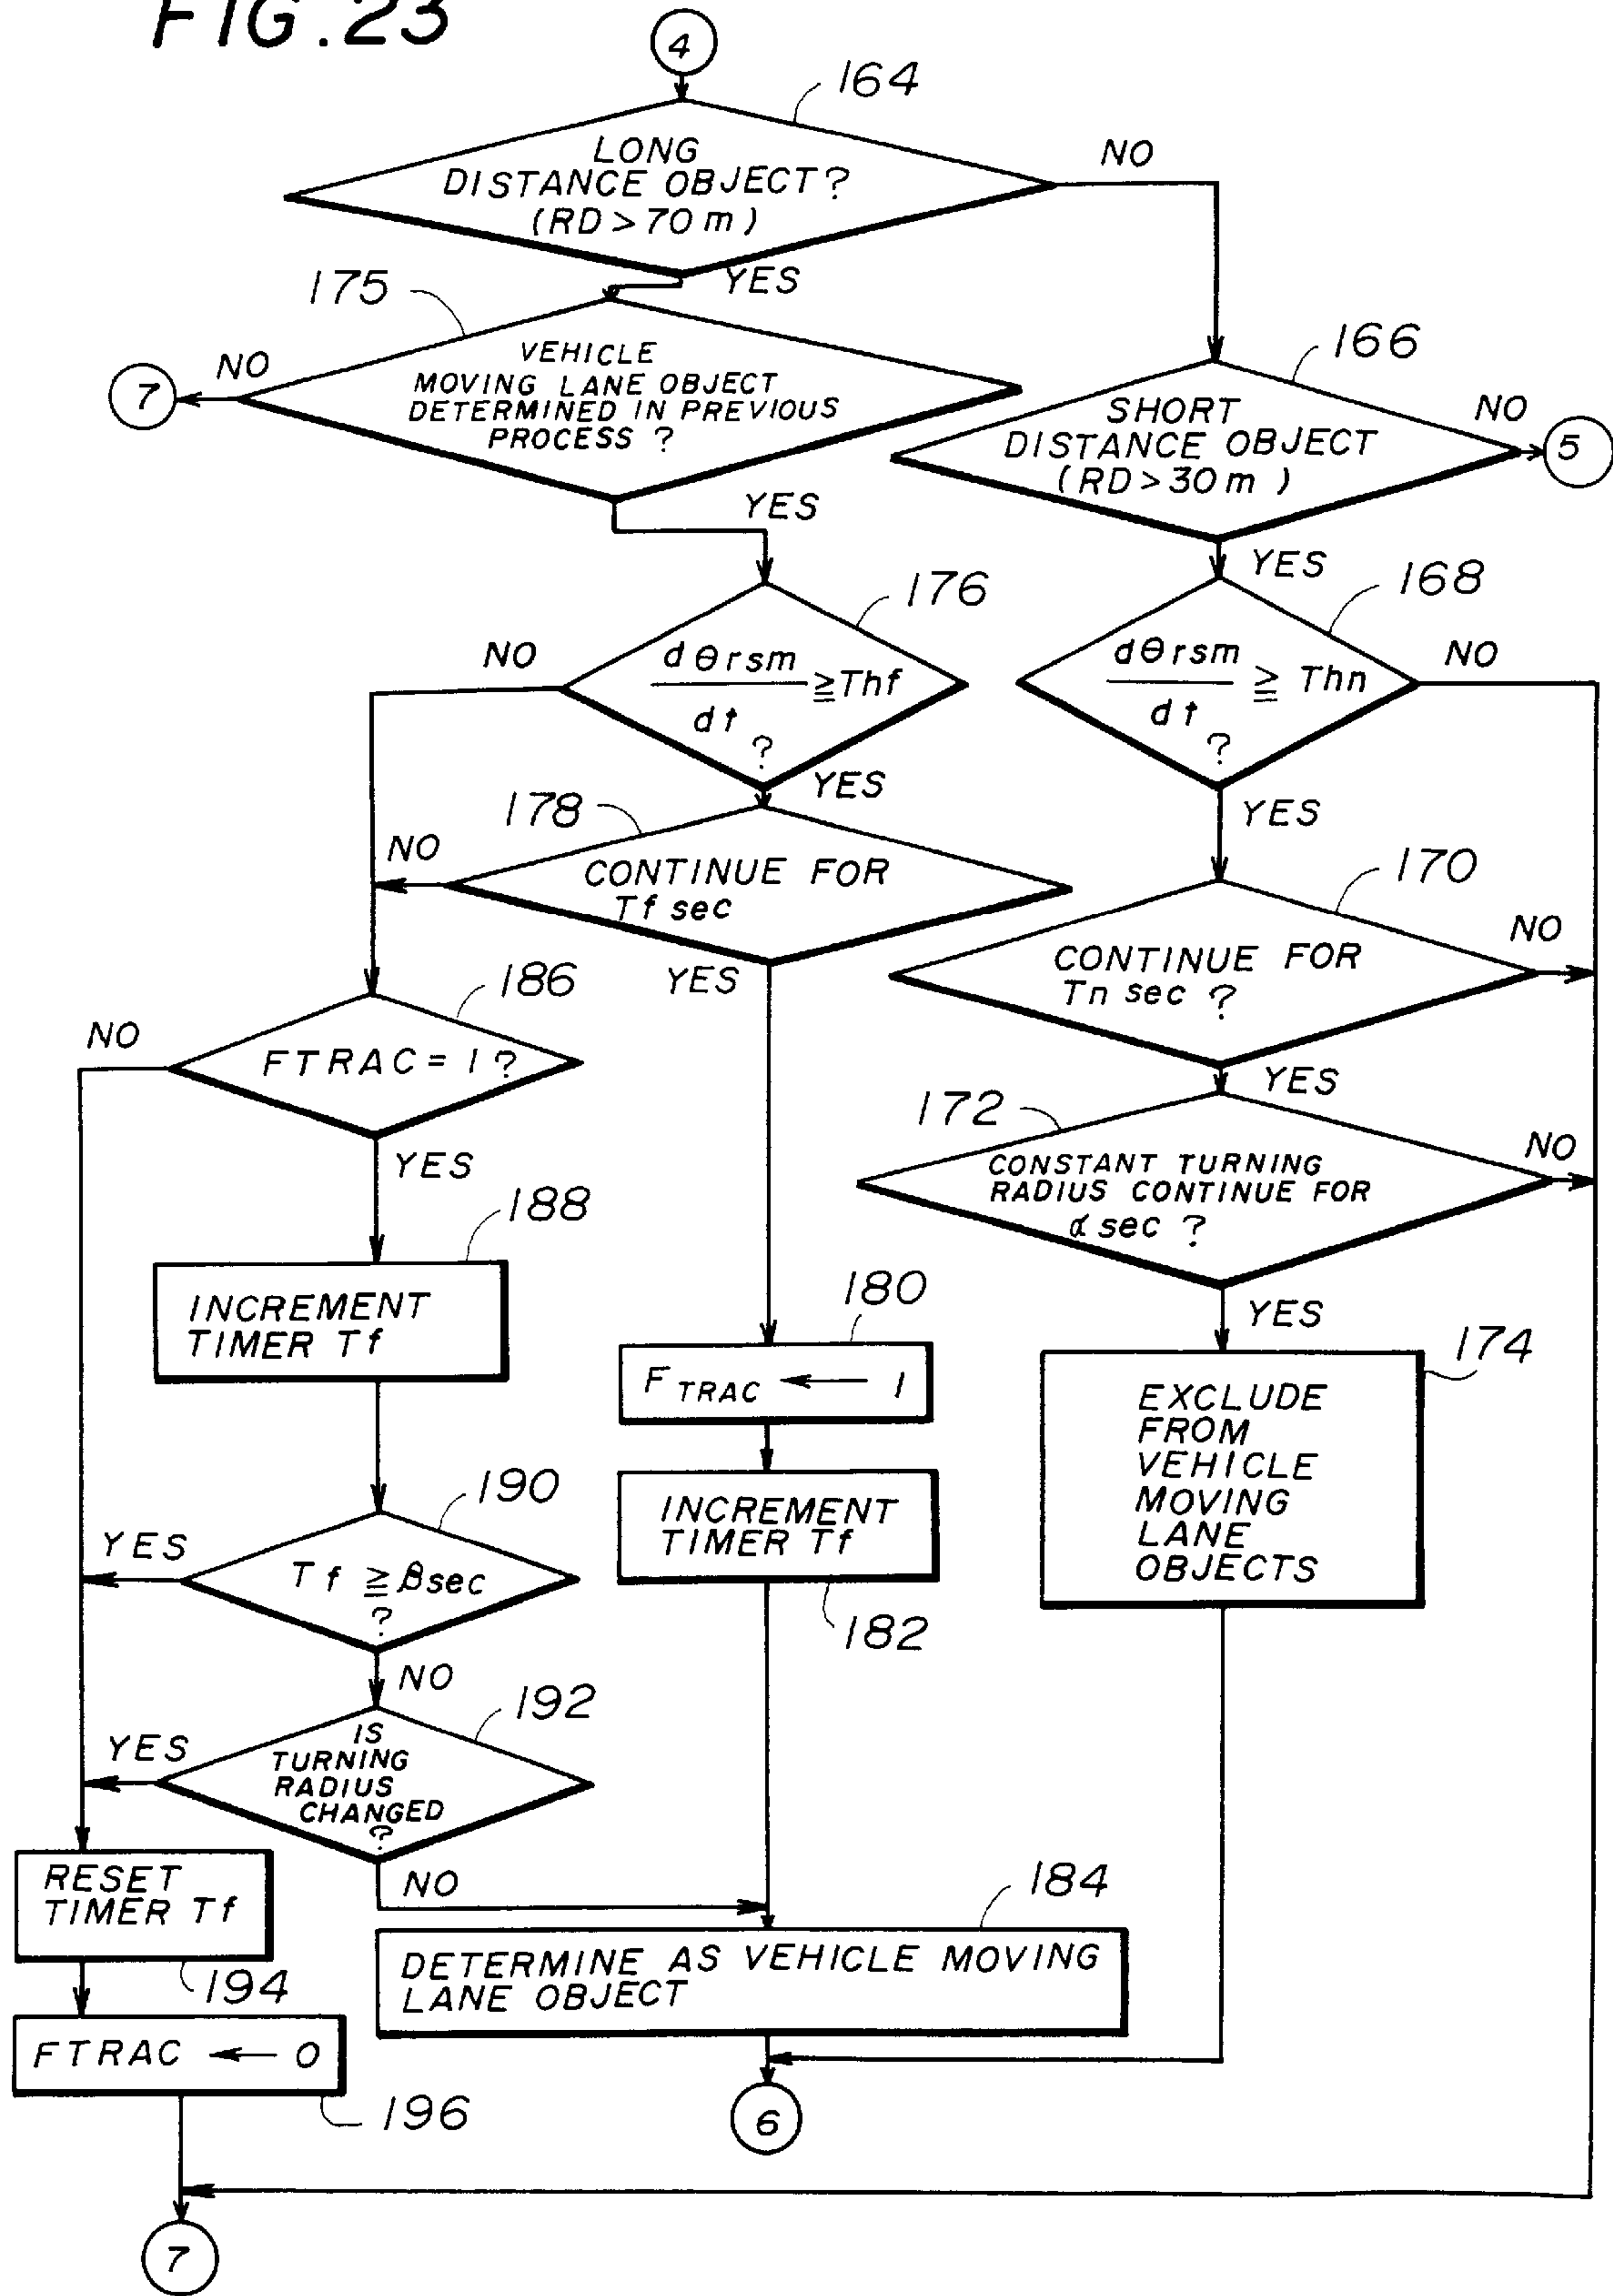 FIG.23
4
164
LONG
DISTANCE OBJECT?
(RD>70m)
NO
YES
175
VEHICLE
MOVING LANE OBJECT
DETERMINED IN PREVIOUS
PROCESS ?
NO
7
YES
166
SHORT
DISTANCE OBJECT
(RD>30m)
NO
5
YES
176
dθrsm
dt
≧Thf
?
NO
YES
168
dθrsm
dt
≧ Thn
?
NO
YES
178
CONTINUE FOR
Tf sec
NO
YES
170
CONTINUE FOR
Tn sec ?
NO
YES
186
FTRAC=1?
NO
YES
172
CONSTANT TURNING
RADIUS CONTINUE FOR
α sec ?
NO
YES
188
INCREMENT
TIMER Tf
180
FTRAC ← 1
174
EXCLUDE
FROM
VEHICLE
MOVING
LANE
OBJECTS
190
Tf ≧ βsec
?
YES
NO
INCREMENT
TIMER Tf
182
192
IS
TURNING
RADIUS
CHANGED
?
YES
NO
RESET
TIMER Tf
194
184
DETERMINE AS VEHICLE MOVING
LANE OBJECT
FTRAC ← 0
196
6
7